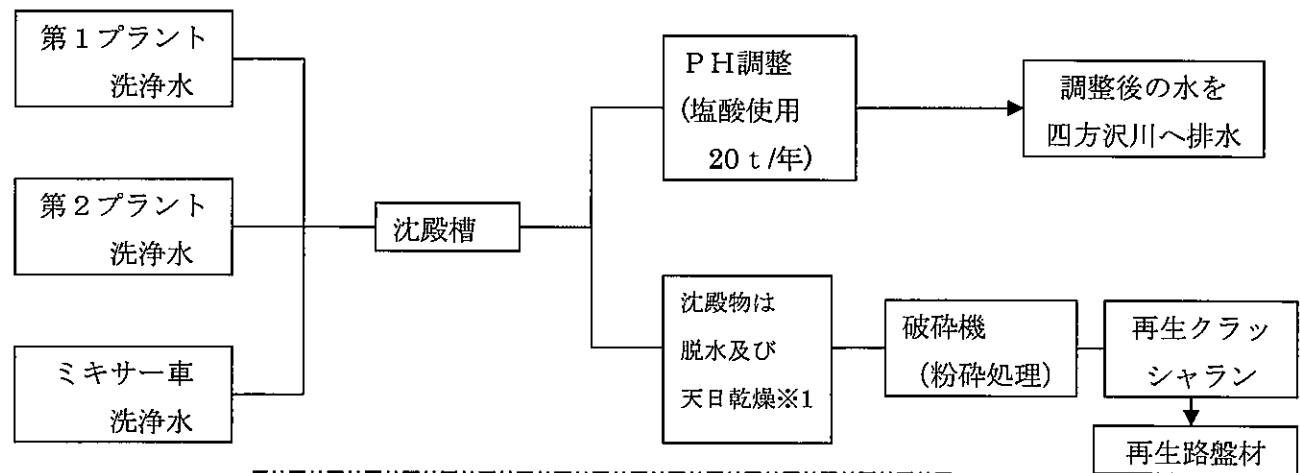 第１プラント
洗浄水
第２プラント
洗浄水
ミキサー車
洗浄水
沈殿槽
ＰＨ調整
(塩酸使用
20ｔ/年)
調整後の水を
四方沢川へ排水
沈殿物は
脱水及び
天日乾燥※1
破砕機
(粉砕処理)
再生クラッ
シャラン
再生路盤材